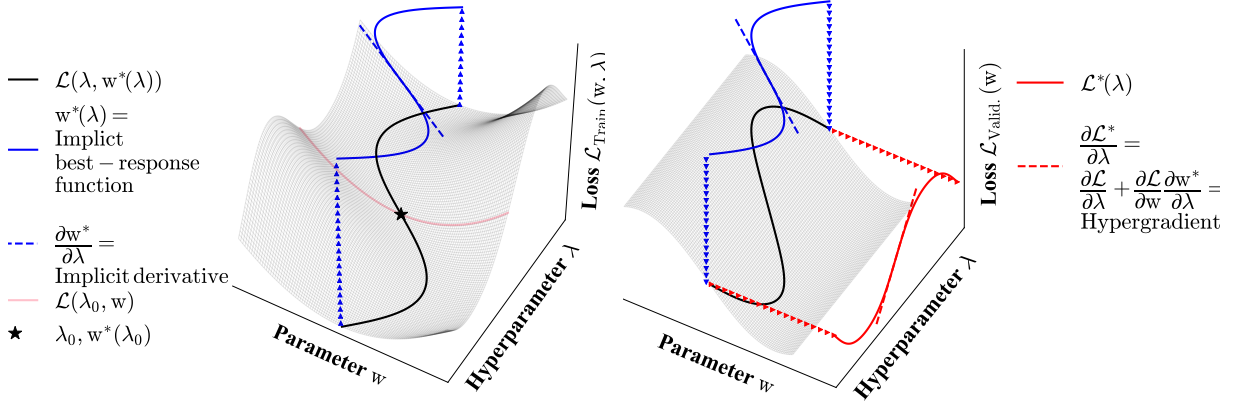 ℒ(λ, w*(λ))
w*(λ) =
Implict
best − response
function
∂w*/∂λ =
Implicit derivative
ℒ(λ₀, w)
λ₀, w*(λ₀)
Parameter w
Hyperparameter λ
Loss ℒ_Train(w, λ)
Parameter w
Hyperparameter λ
Loss ℒ_Valid. (w)
ℒ*(λ)
∂ℒ*/∂λ =
∂ℒ/∂λ + ∂ℒ/∂w ∂w*/∂λ =
Hypergradient